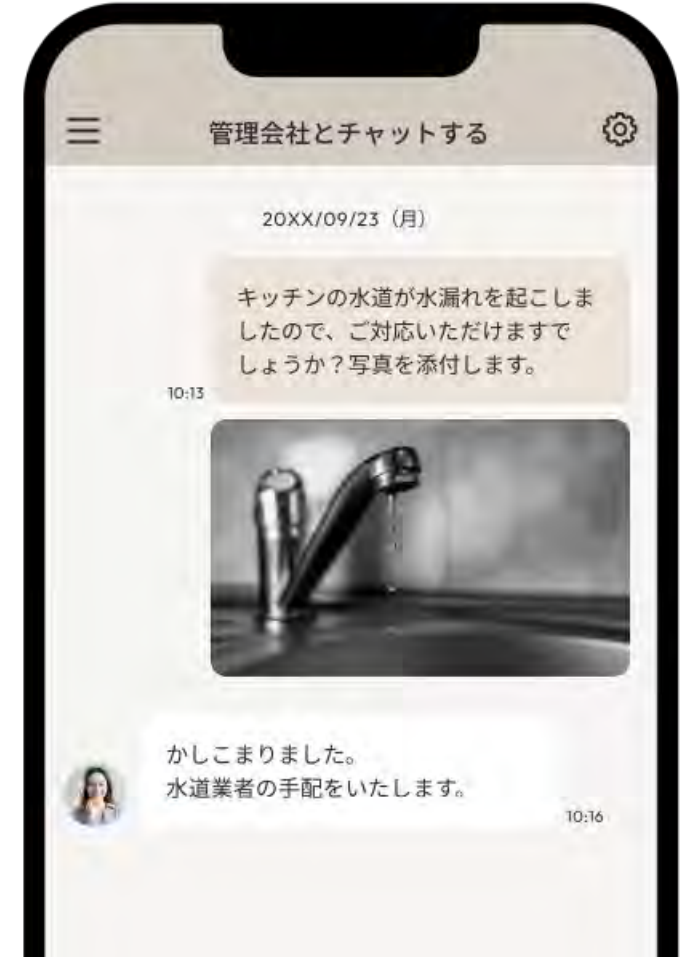 管理会社とチャットする
20XX/09/23（月）
キッチンの水道が水漏れを起こしま
したので、ご対応いただけますで
しょうか？写真を添付します。
10:13
かしこまりました。
水道業者の手配をいたします。
10:16